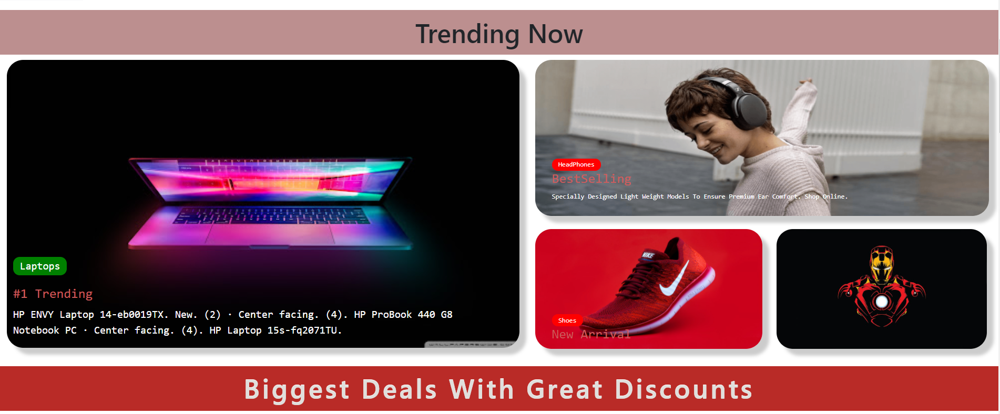 Trending Now
Laptops
#1 Trending
HP ENVY Laptop 14-eb0019TX. New. (2) · Center facing. (4). HP ProBook 440 G8
Notebook PC · Center facing. (4). HP Laptop 15s-fq2071TU.
HeadPhones
BestSelling
Specially Designed Light Weight Models To Ensure Premium Ear Comfort. Shop Online.
NIKE
Shoes
New Arrival
Biggest Deals With Great Discounts